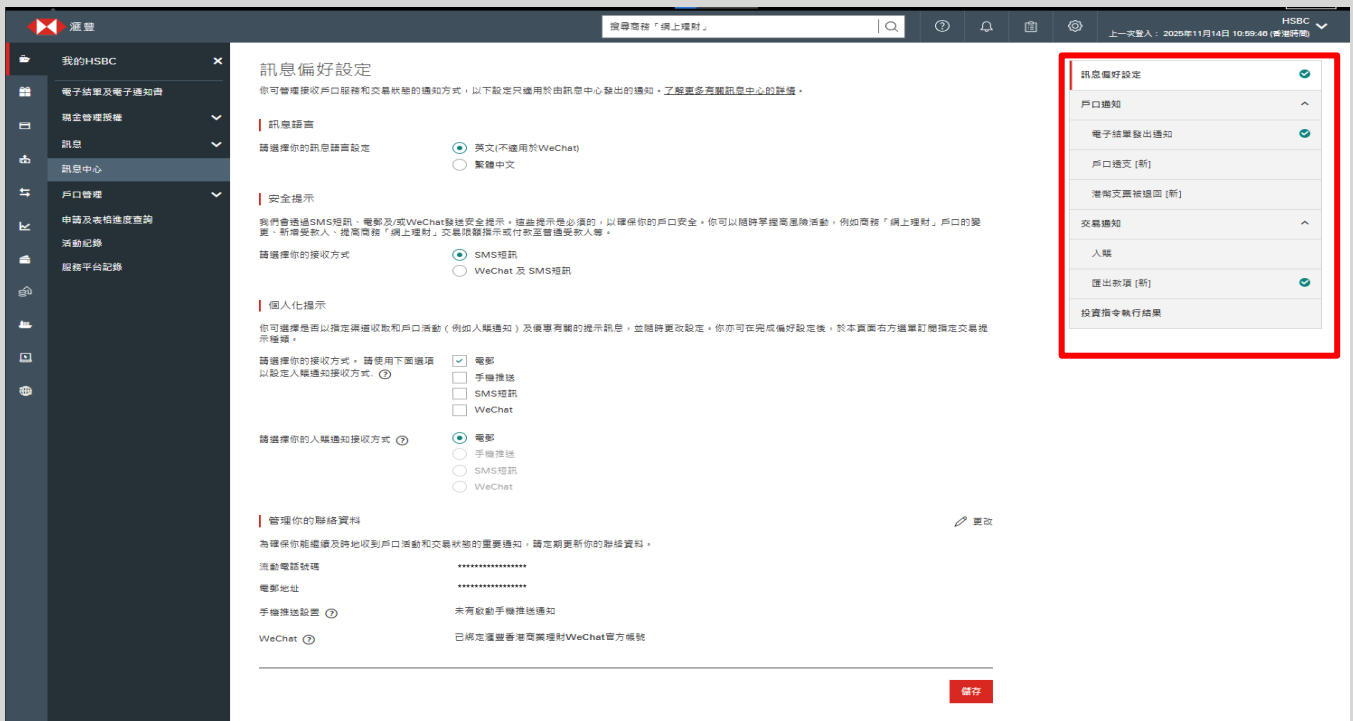 滙豐
搜尋商務「網上理財」
HSBC
上一次登入： 2025年11月14日 10:59:46 (香港時間)
我的HSBC
電子結單及電子通知書
現金管理授權
訊息
訊息中心
戶口管理
申請及表格進度查詢
活動紀錄
服務平台記錄
訊息偏好設定
你可管理接收戶口服務和交易狀態的通知方式，以下設定只適用於由訊息中心發出的通知。了解更多有關訊息中心的詳情。
訊息語言
請選擇你的訊息語言設定
英文(不適用於WeChat)
繁體中文
安全提示
我們會透過SMS短訊、電郵及/或WeChat發送安全提示。這些提示是必須的，以確保你的戶口安全。你可以隨時掌握高風險活動，例如商務「網上理財」戶口的變
更、新增受款人、提高商務「網上理財」交易限額指示或付款至普通受款人等。
請選擇你的接收方式
SMS短訊
WeChat 及 SMS短訊
個人化提示
你可選擇是否以指定渠道收取和戶口活動（例如入賬通知）及優惠有關的提示訊息，並隨時更改設定。你亦可在完成偏好設定後，於本頁面右方選單訂閱指定交易提
示種類。
請選擇你的接收方式。 請使用下面選項
以設定入賬通知接收方式.
電郵
手機推送
SMS短訊
WeChat
請選擇你的入賬通知接收方式
電郵
手機推送
SMS短訊
WeChat
管理你的聯絡資料
更改
為確保你能繼續及時地收到戶口活動和交易狀態的重要通知，請定期更新你的聯絡資料。
流動電話號碼
*****************
電郵地址
*****************
手機推送設置
未有啟動手機推送通知
WeChat
已綁定滙豐香港商業理財WeChat官方帳號
儲存
訊息偏好設定
戶口通知
電子結單發出通知
戶口透支 [新]
港幣支票被退回 [新]
交易通知
入賬
匯出款項 [新]
投資指令執行結果